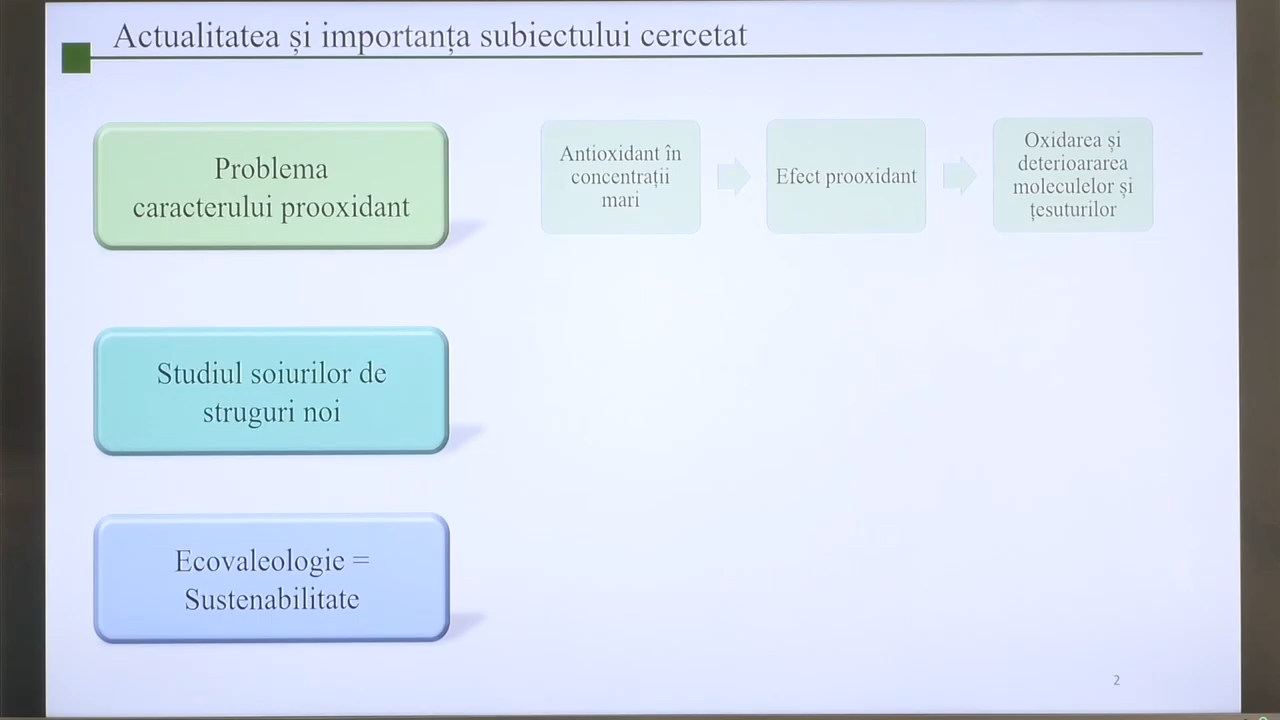 Actualitatea și importanța subiectului cercetat
Problema
caracterului prooxidant
Antioxidant în
concentrații
mari
Efect prooxidant
Oxidarea și
deterioararea
moleculelor și
țesuturilor
Studiul soiurilor de
struguri noi
Ecovaleologie =
Sustenabilitate
2